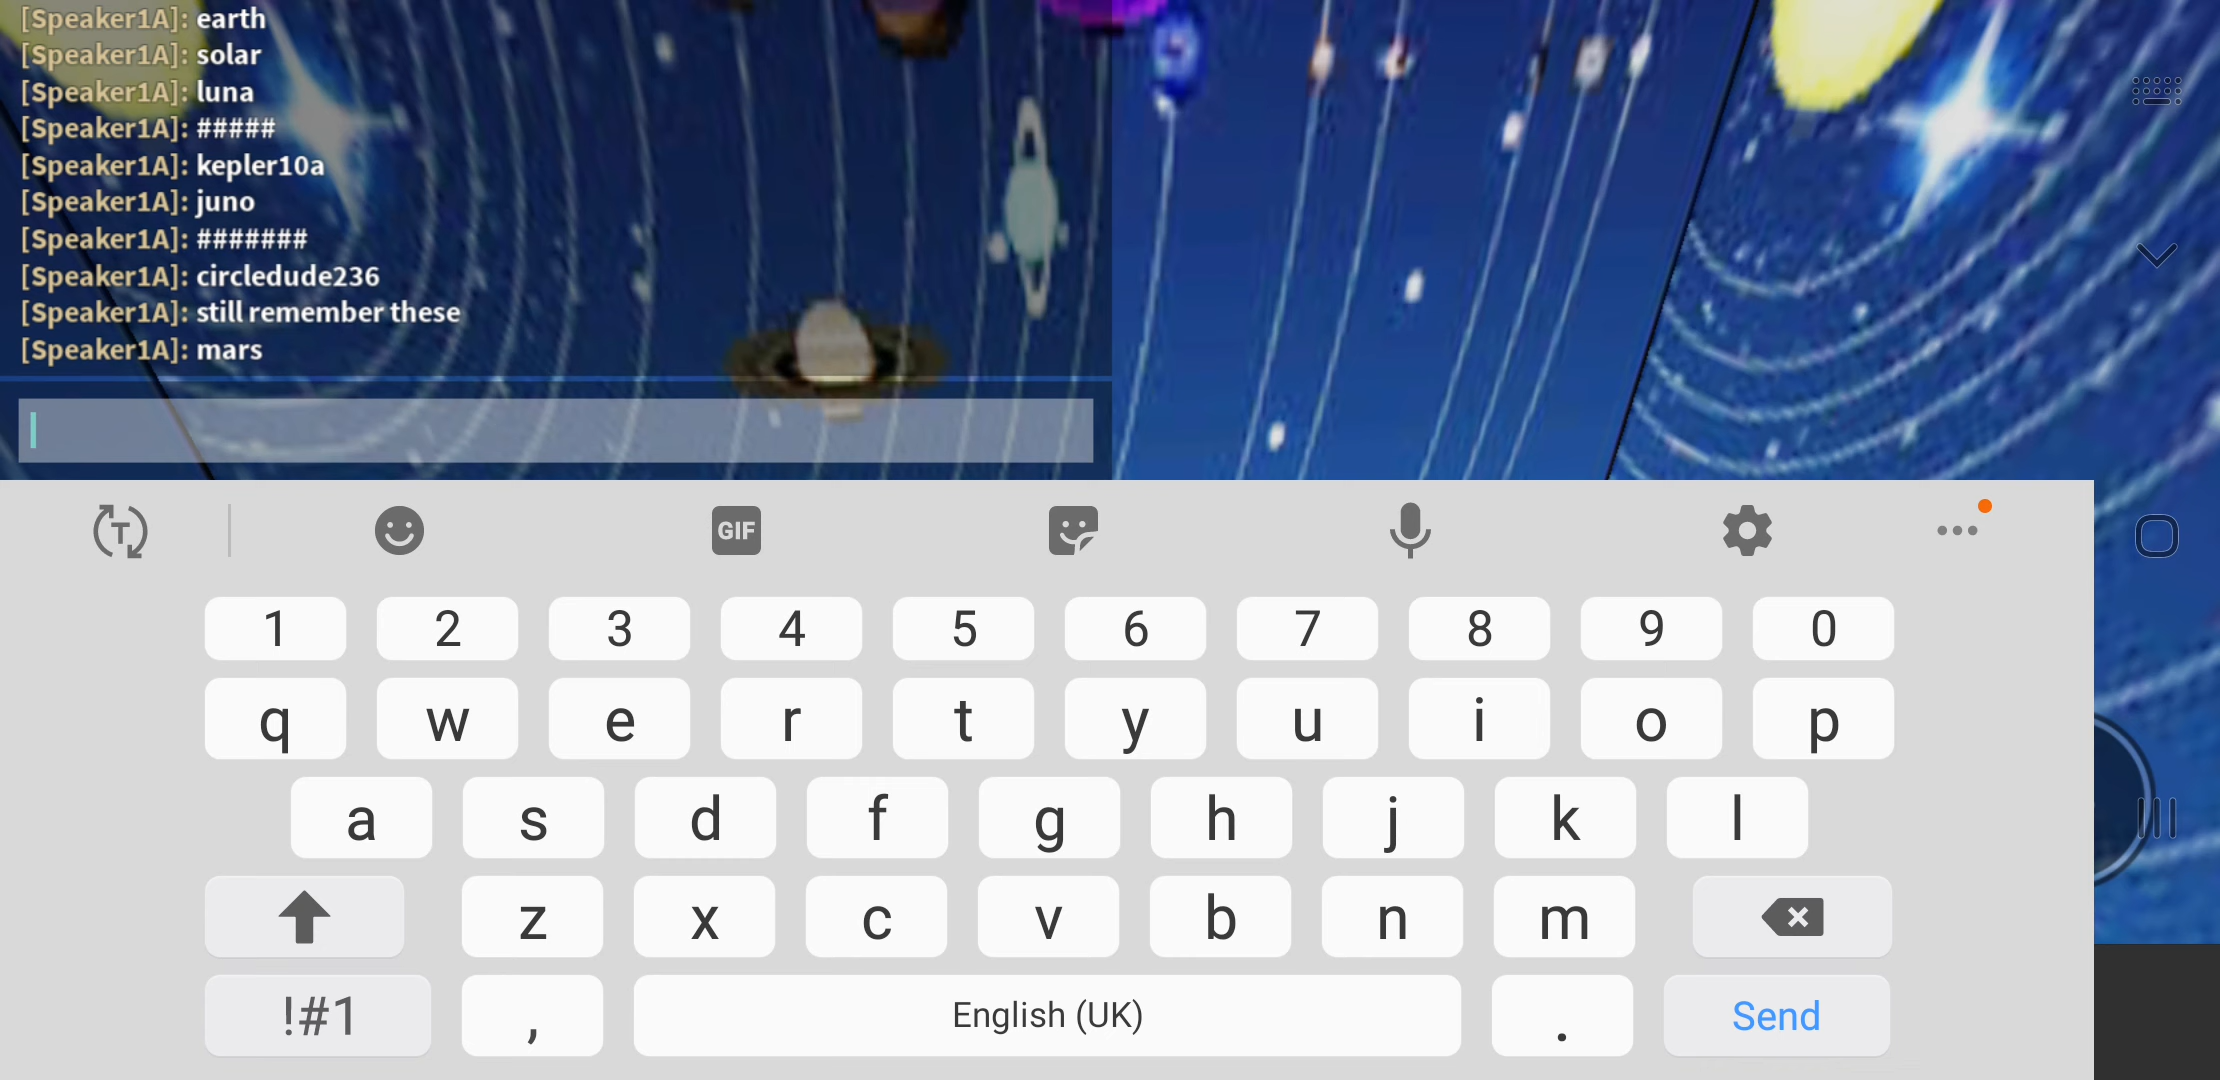 [Speaker1A]: earth
[Speaker1A]: solar
[Speaker1A]: luna
[Speaker1A]: #####
[Speaker1A]: kepler10a
[Speaker1A]: juno
[Speaker1A]: #######
[Speaker1A]: circledude236
[Speaker1A]: still remember these
[Speaker1A]: mars
T GIF
1 2 3 4 5 6 7 8 9 0
q w e r t y u i o p
a s d f g h j k l
z x c v b n m
!#1 , English (UK) . Send